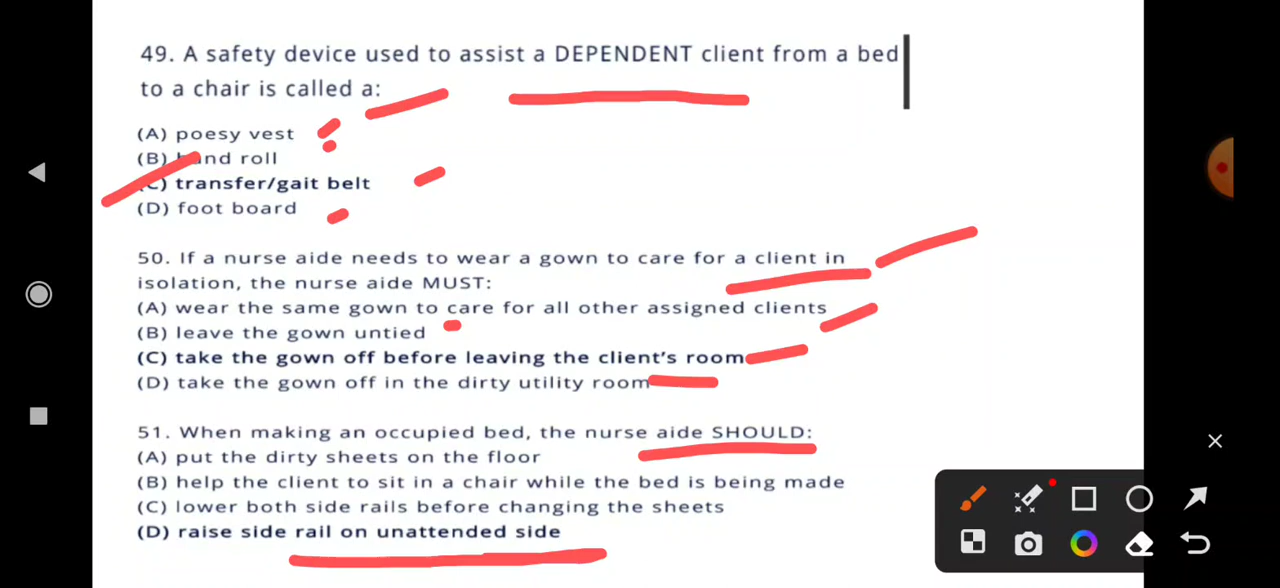 49. A safety device used to assist a DEPENDENT client from a bed
to a chair is called a:
(A) poesy vest
(B) hand roll
(C) transfer/gait belt
(D) foot board
50. If a nurse aide needs to wear a gown to care for a client in
isolation, the nurse aide MUST:
(A) wear the same gown to care for all other assigned clients
(B) leave the gown untied
(C) take the gown off before leaving the client's room
(D) take the gown off in the dirty utility room
51. When making an occupied bed, the nurse aide SHOULD:
(A) put the dirty sheets on the floor
(B) help the client to sit in a chair while the bed is being made
(C) lower both side rails before changing the sheets
(D) raise side rail on unattended side